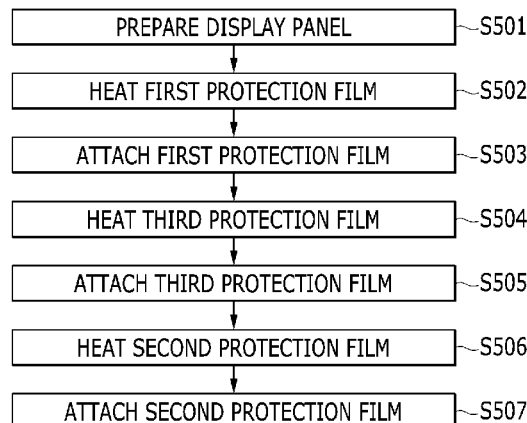 PREPARE DISPLAY PANEL S501
HEAT FIRST PROTECTION FILM S502
ATTACH FIRST PROTECTION FILM S503
HEAT THIRD PROTECTION FILM S504
ATTACH THIRD PROTECTION FILM S505
HEAT SECOND PROTECTION FILM S506
ATTACH SECOND PROTECTION FILM S507